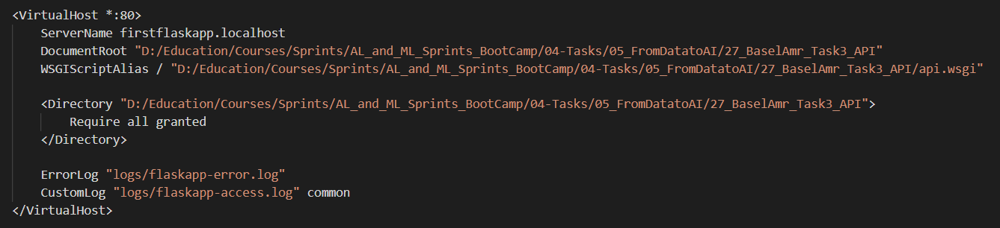 <VirtualHost *:80>
    ServerName firstflaskapp.localhost
    DocumentRoot "D:/Education/Courses/Sprints/AL_and_ML_Sprints_BootCamp/04-Tasks/05_FromDatatoAI/27_BaselAmr_Task3_API"
    WSGIScriptAlias / "D:/Education/Courses/Sprints/AL_and_ML_Sprints_BootCamp/04-Tasks/05_FromDatatoAI/27_BaselAmr_Task3_API/api.wsgi"

    <Directory "D:/Education/Courses/Sprints/AL_and_ML_Sprints_BootCamp/04-Tasks/05_FromDatatoAI/27_BaselAmr_Task3_API">
        Require all granted
    </Directory>

    ErrorLog "logs/flaskapp-error.log"
    CustomLog "logs/flaskapp-access.log" common
</VirtualHost>